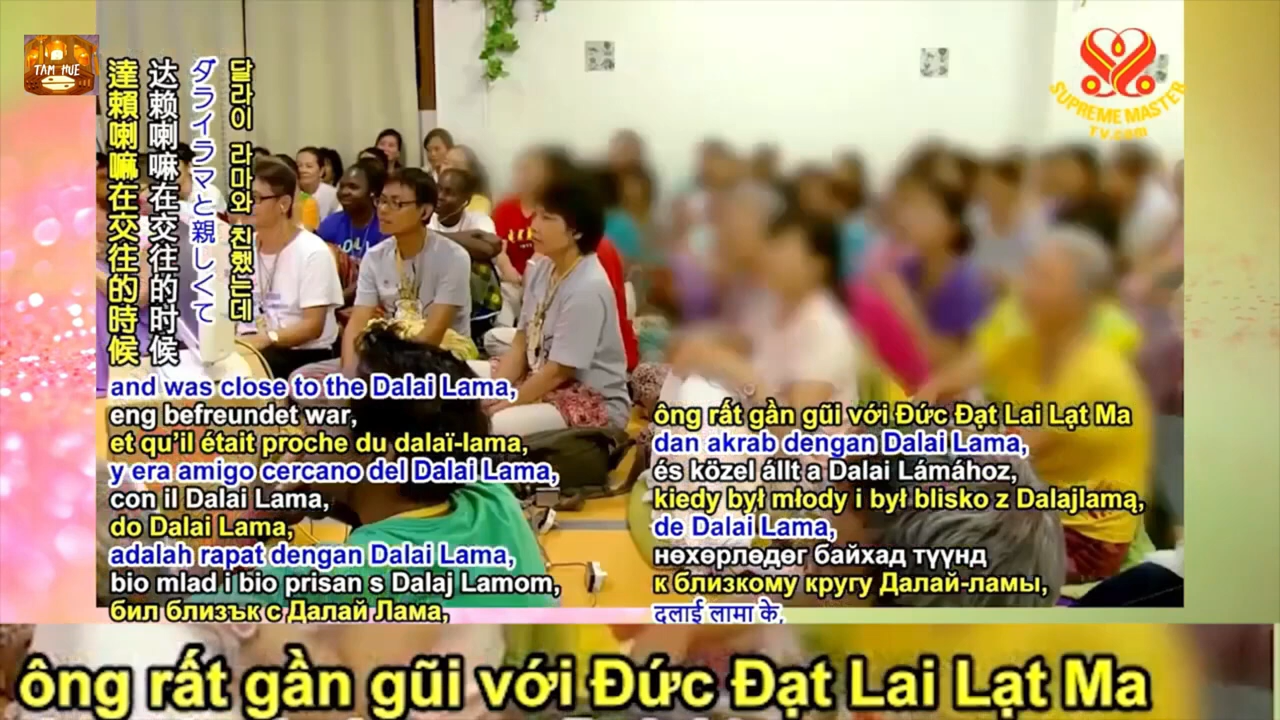 TAM HUE
SUPREME MASTER
TV.com
達賴喇嘛在交往的時候
达赖喇嘛在交往的时候
ダライラマと親しくて
달라이 라마와 친했는데
and was close to the Dalai Lama,
eng befreundet war,
et qu'il était proche du dalaï-lama,
y era amigo cercano del Dalai Lama,
con il Dalai Lama,
do Dalai Lama,
adalah rapat dengan Dalai Lama,
bio mlad i bio prisan s Dalaj Lamom,
бил близък с Далай Лама,
ông rất gần gũi với Đức Đạt Lai Lạt Ma
dan akrab dengan Dalai Lama,
és közel állt a Dalai Lámához,
kiedy był młody i był blisko z Dalajlamą,
de Dalai Lama,
нөхөрлөдөг байхад түүнд
к близкому кругу Далай-ламы,
दलाई लामा के,
ông rất gần gũi với Đức Đạt Lai Lạt Ma